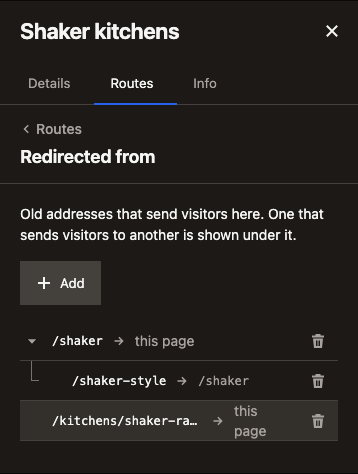 Shaker kitchens
Details Routes Info
Routes
Redirected from
Old addresses that send visitors here. One that
sends visitors to another is shown under it.
Add
/shaker → this page
/shaker-style → /shaker
/kitchens/shaker-ra… → this
page